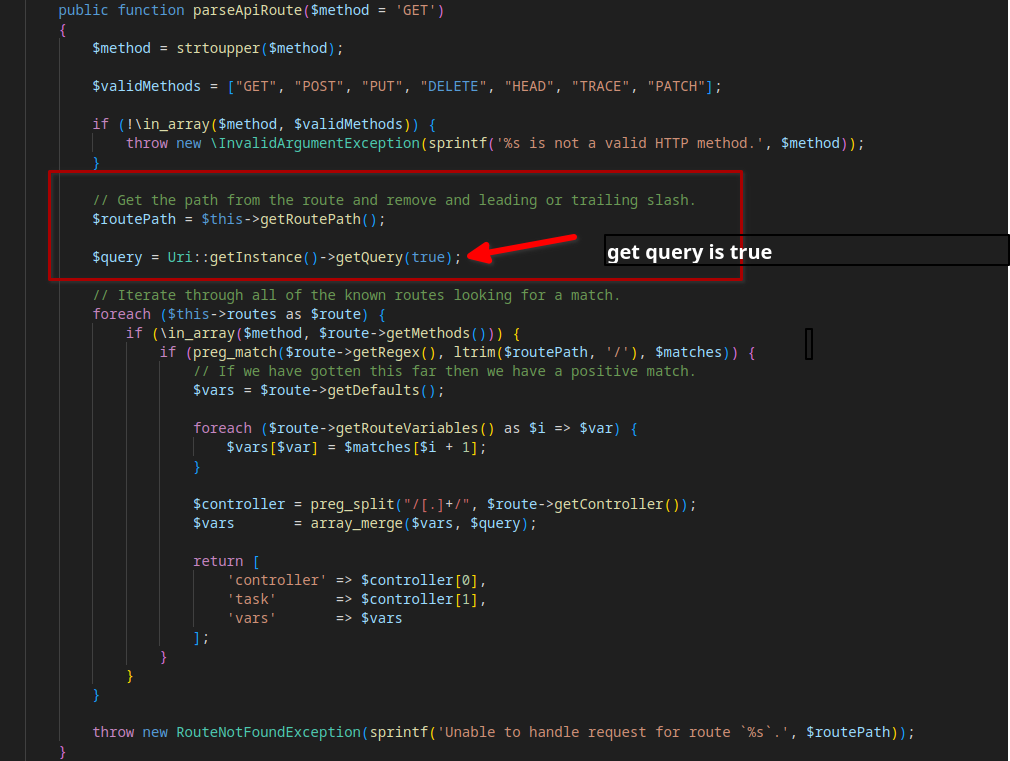 public function parseApiRoute($method = 'GET')
{
$method = strtoupper($method);
$validMethods = ["GET", "POST", "PUT", "DELETE", "HEAD", "TRACE", "PATCH"];
if (!\in_array($method, $validMethods)) {
throw new \InvalidArgumentException(sprintf('%s is not a valid HTTP method.', $method));
}
// Get the path from the route and remove and leading or trailing slash.
$routePath = $this->getRoutePath();
$query = Uri::getInstance()->getQuery(true);
get query is true
// Iterate through all of the known routes looking for a match.
foreach ($this->routes as $route) {
if (\in_array($method, $route->getMethods())) {
if (preg_match($route->getRegex(), ltrim($routePath, '/'), $matches)) {
// If we have gotten this far then we have a positive match.
$vars = $route->getDefaults();
foreach ($route->getRouteVariables() as $i => $var) {
$vars[$var] = $matches[$i + 1];
}
$controller = preg_split("/[.]+/", $route->getController());
$vars       = array_merge($vars, $query);
return [
'controller' => $controller[0],
'task'       => $controller[1],
'vars'       => $vars
];
}
}
}
throw new RouteNotFoundException(sprintf('Unable to handle request for route `%s`.', $routePath));
}